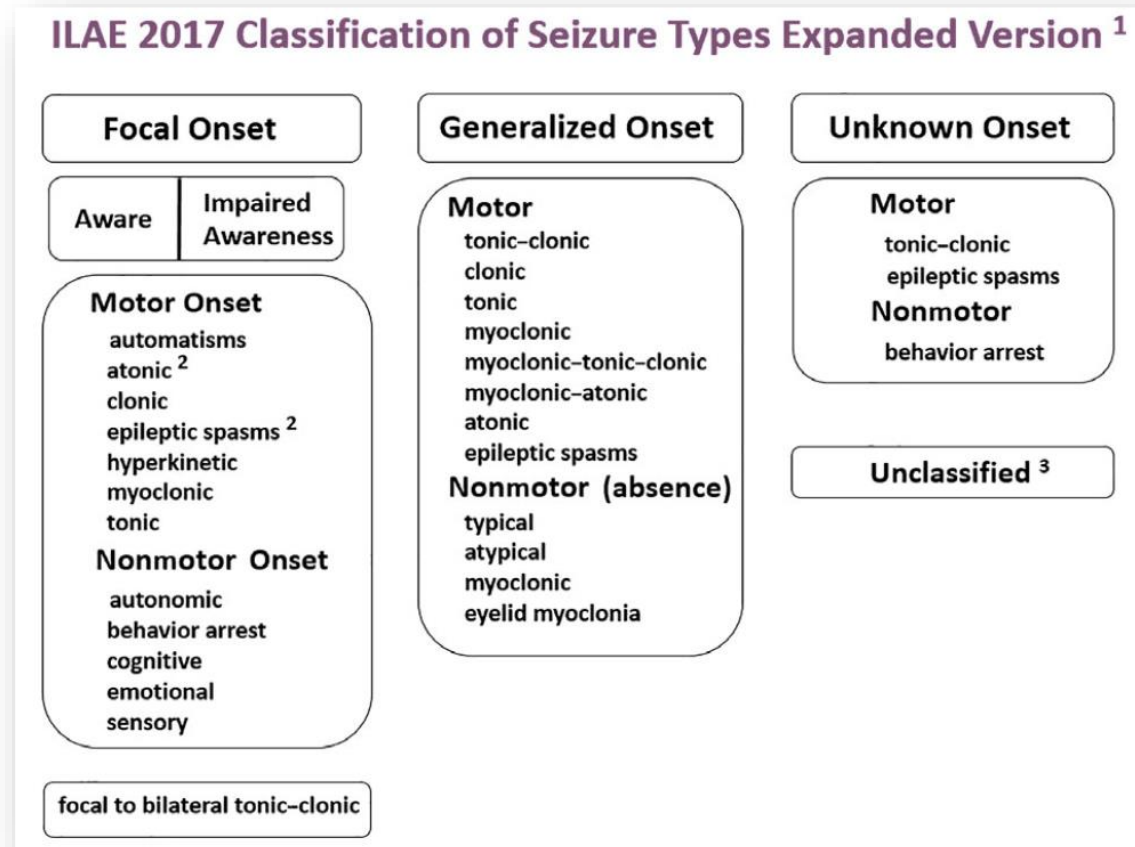 ILAE 2017 Classification of Seizure Types Expanded Version ¹
Focal Onset
Aware
Impaired
Awareness
Motor Onset
automatisms
atonic ²
clonic
epileptic spasms ²
hyperkinetic
myoclonic
tonic
Nonmotor Onset
autonomic
behavior arrest
cognitive
emotional
sensory
focal to bilateral tonic–clonic
Generalized Onset
Motor
tonic–clonic
clonic
tonic
myoclonic
myoclonic–tonic–clonic
myoclonic–atonic
atonic
epileptic spasms
Nonmotor (absence)
typical
atypical
myoclonic
eyelid myoclonia
Unknown Onset
Motor
tonic–clonic
epileptic spasms
Nonmotor
behavior arrest
Unclassified ³